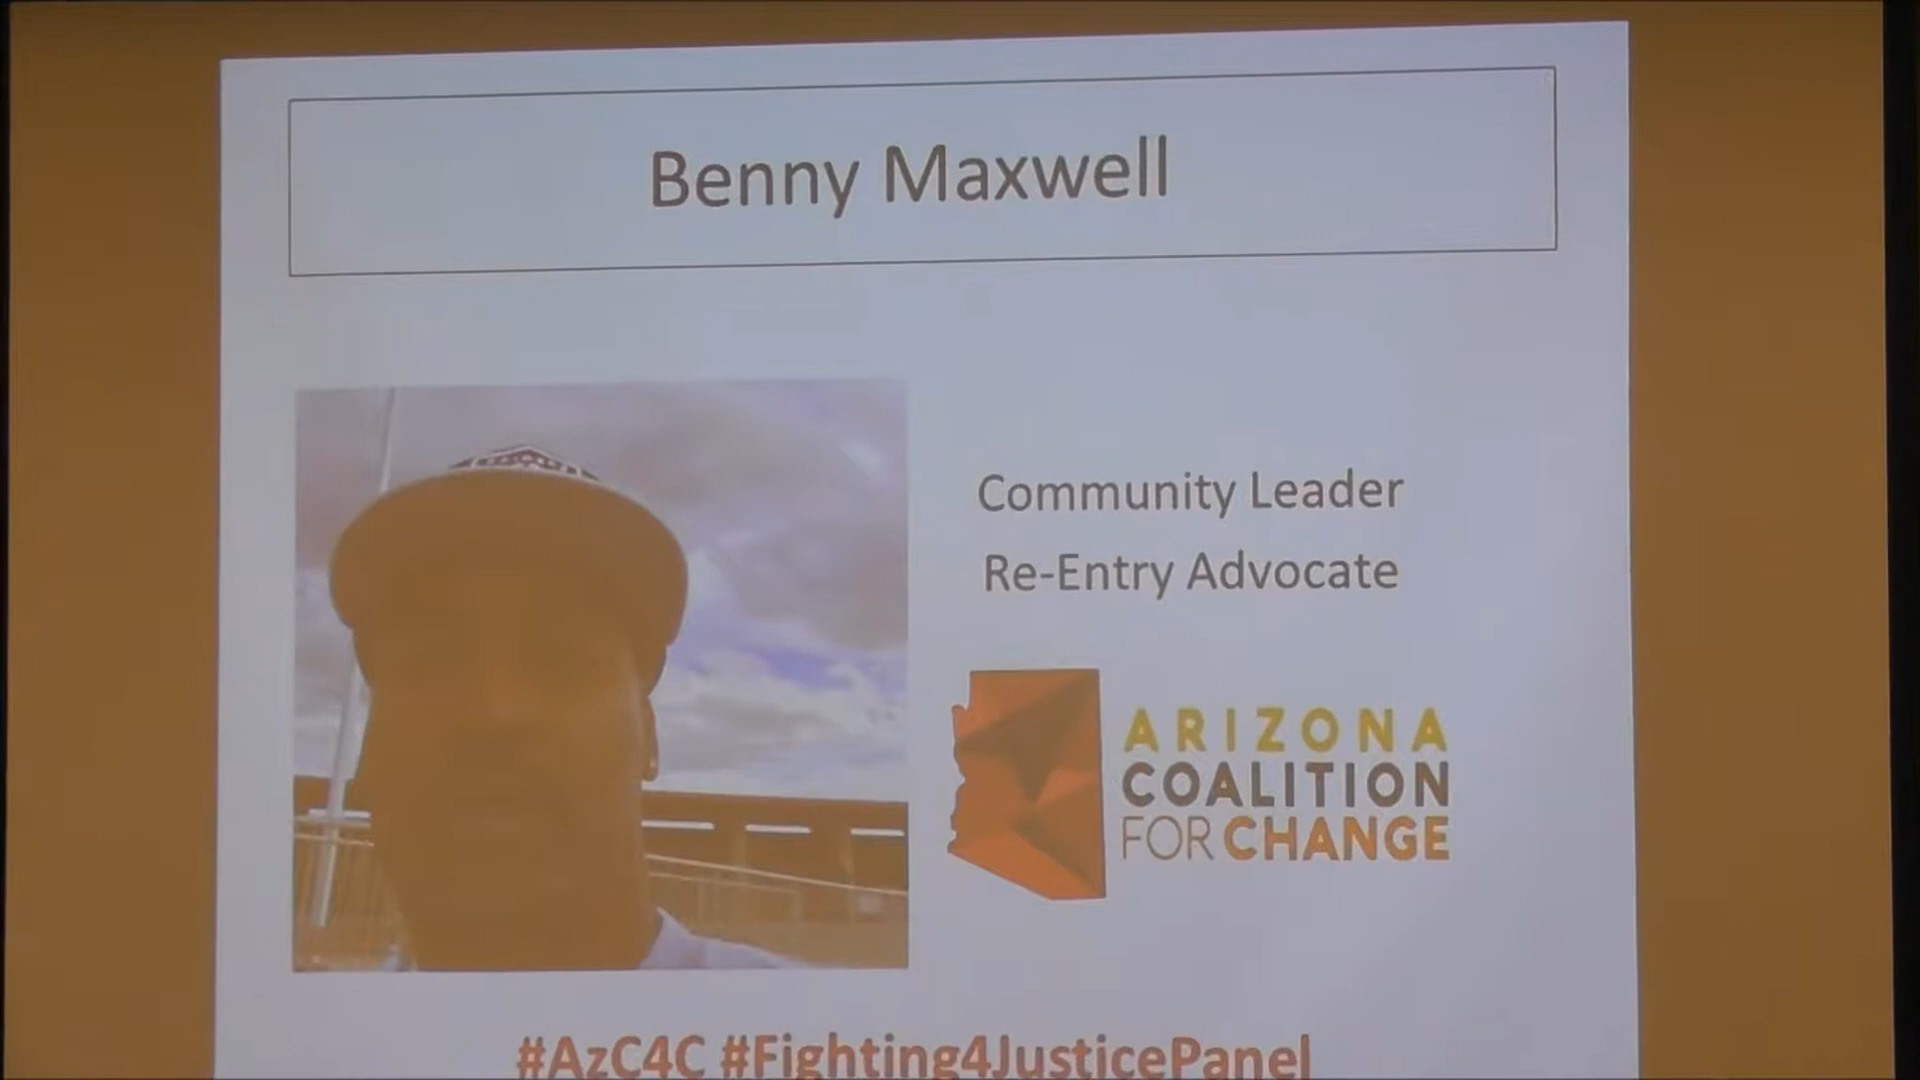 Benny Maxwell
Community Leader
Re-Entry Advocate
ARIZONA
COALITION
FOR CHANGE
#AzC4C #Fighting4JusticePanel